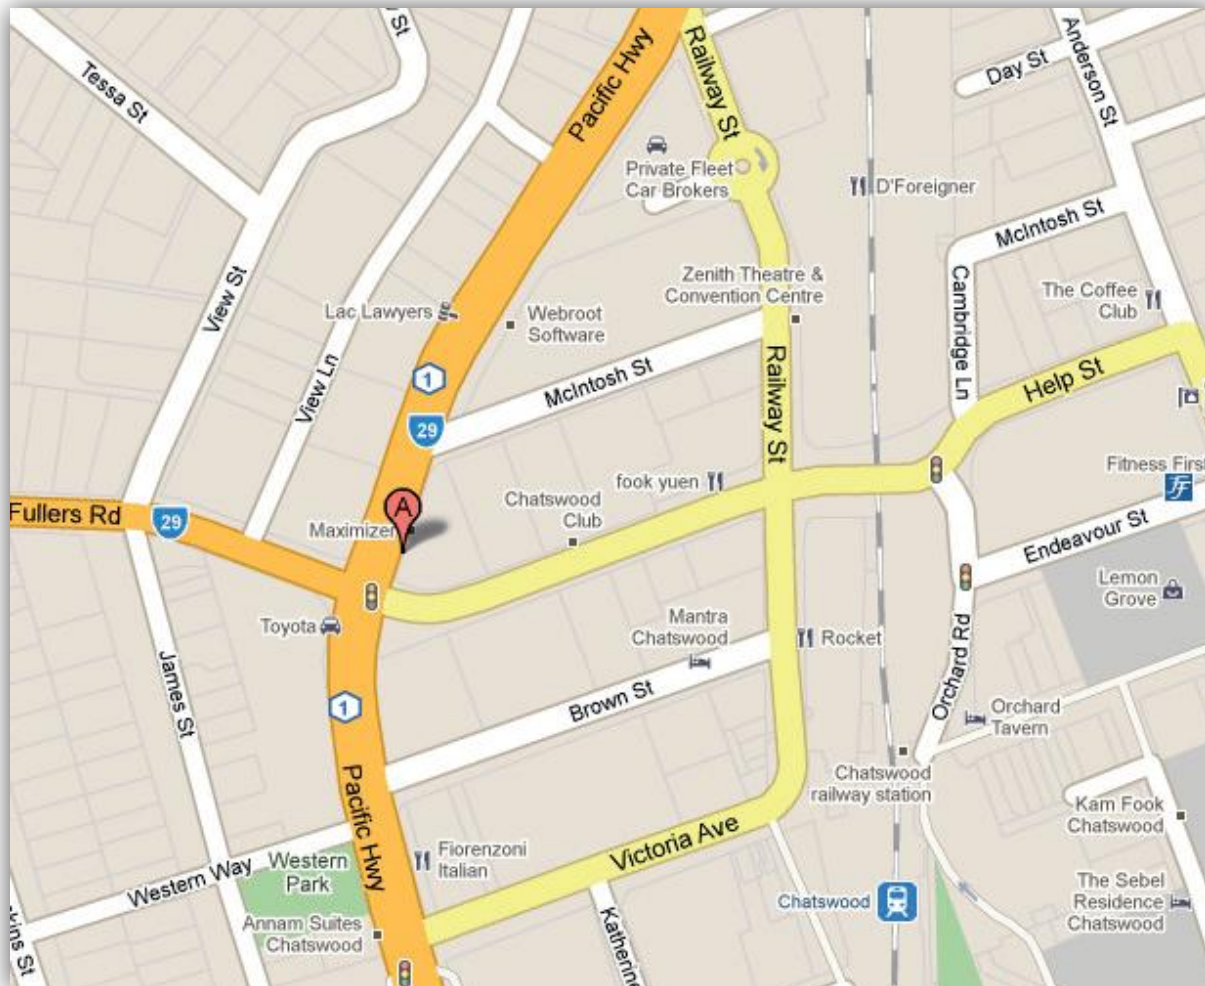 St
Tessa St
Pacific Hwy
Railway St
Day St
Anderson St
Private Fleet
Car Brokers
D'Foreigner
McIntosh St
View St
Zenith Theatre &
Convention Centre
Cambridge Ln
The Coffee
Club
Lac Lawyers
Webroot
Software
View Ln
1
McIntosh St
Railway St
Help St
29
fook yuen
Fitness First
Chatswood
Club
Fullers Rd
29
A
Maximizer
Endeavour St
Lemon
Grove
Toyota
Mantra
Chatswood
Rocket
James St
Orchard Rd
1
Brown St
Orchard
Tavern
Pacific Hwy
Chatswood
railway station
Kam Fook
Chatswood
Victoria Ave
Fiorenzoni
Italian
Western Way
Western
Park
Chatswood
The Sebel
Residence
Chatswood
Annam Suites
Chatswood
Katherine
kins St